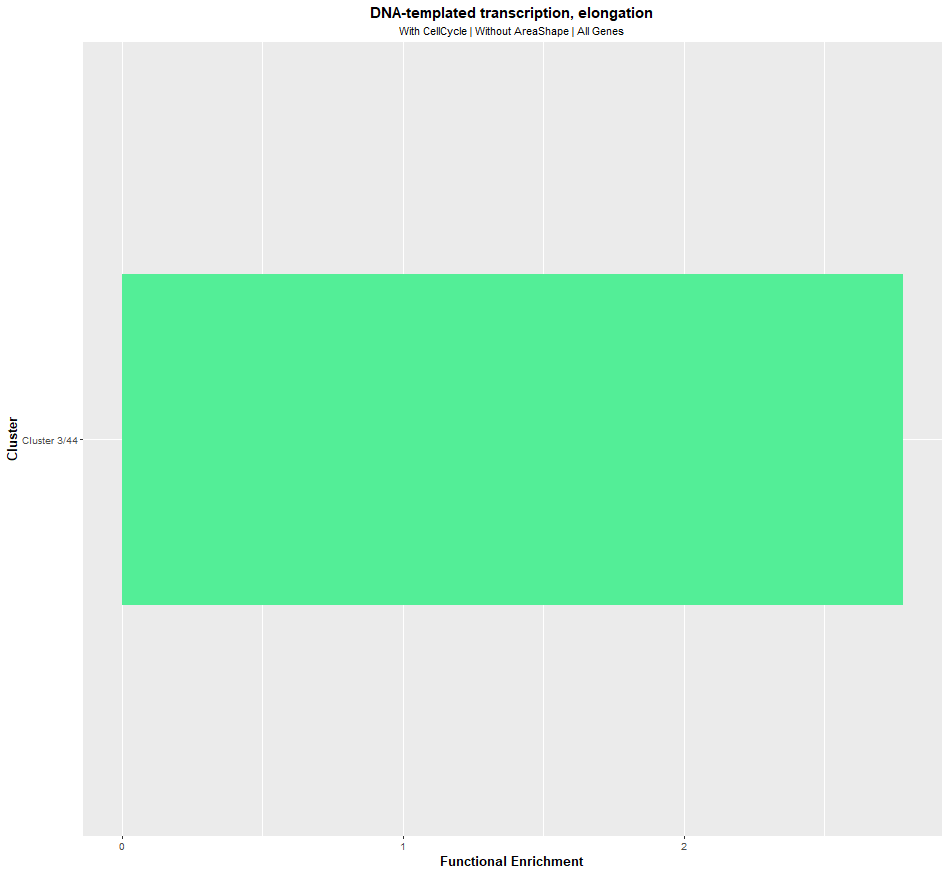 DNA-templated transcription, elongation
With CellCycle | Without AreaShape | All Genes
Cluster
Cluster 3/44
0
1
2
Functional Enrichment